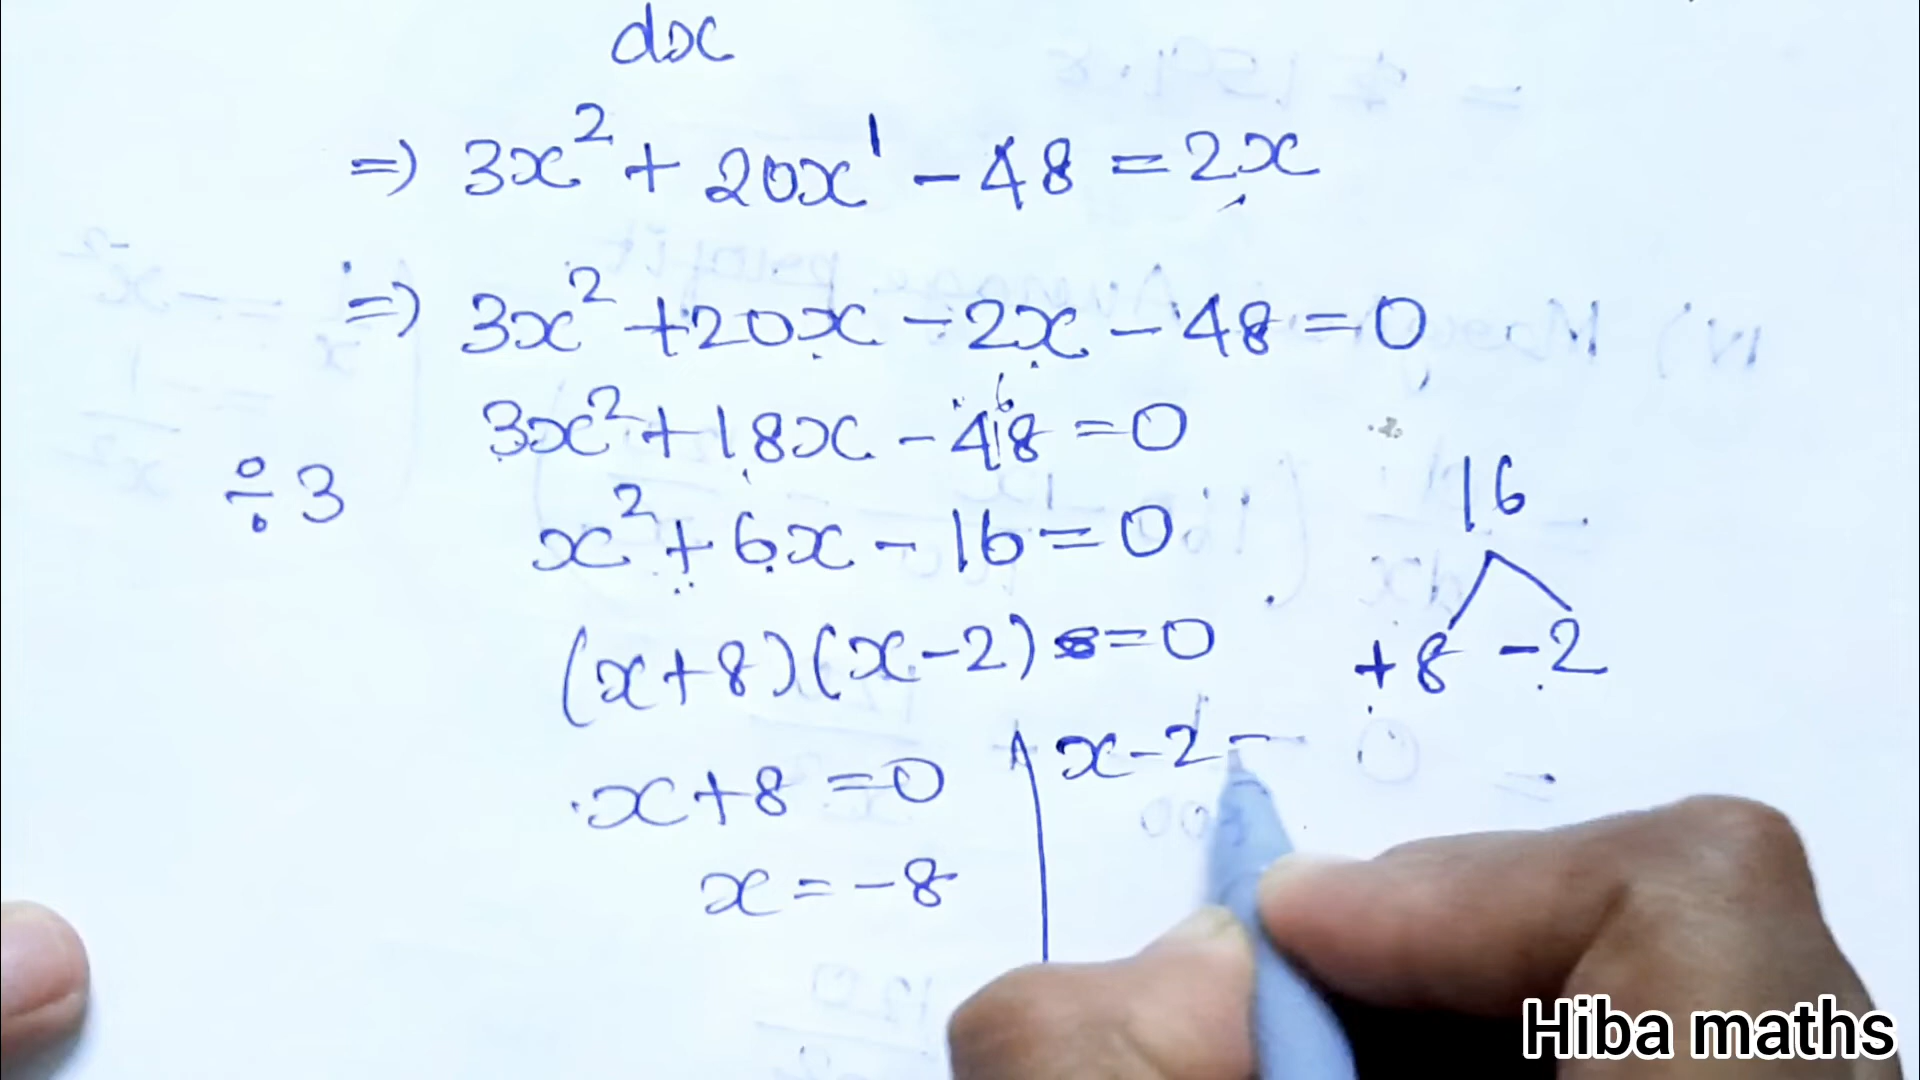 dx
⇒ 3x² + 20x¹ - 48 = 2x
⇒ 3x² + 20x - 2x - 48 = 0
3x² + 18x - 48 = 0
÷3
x² + 6x - 16 = 0
16
+8 -2
(x+8)(x-2) = 0
x+8 = 0
x-2 =
x = -8
Hiba maths